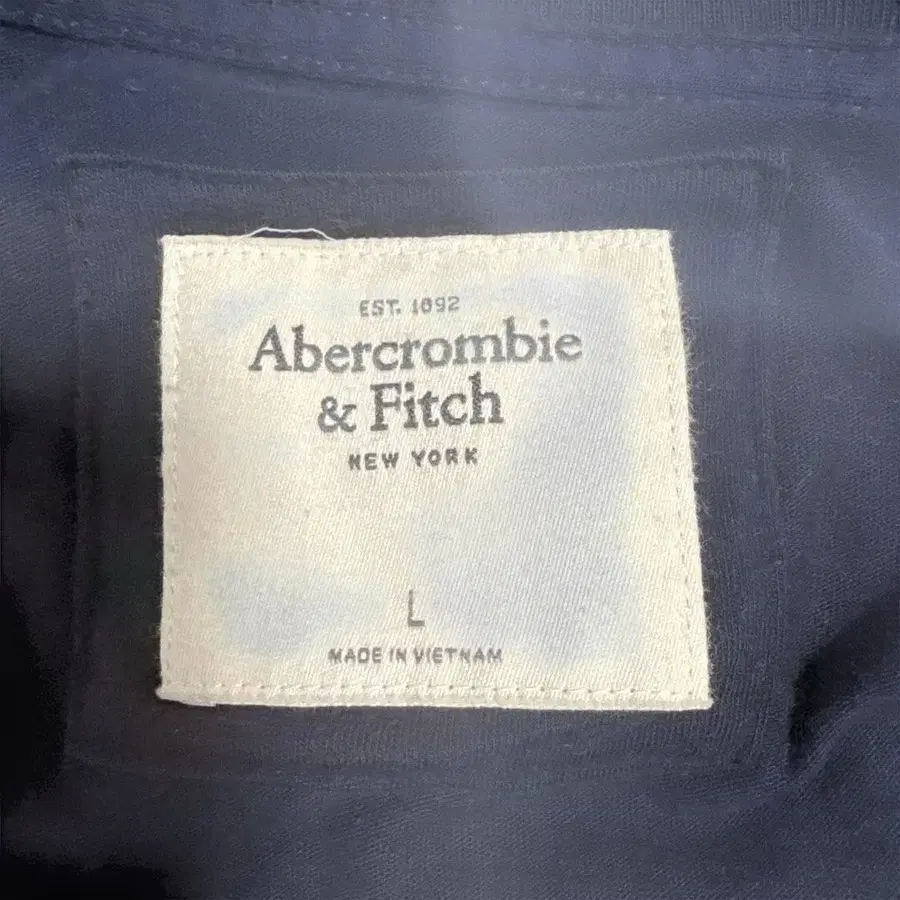 EST. 1892
Abercrombie
& Fitch
NEW YORK
L
MADE IN VIETNAM